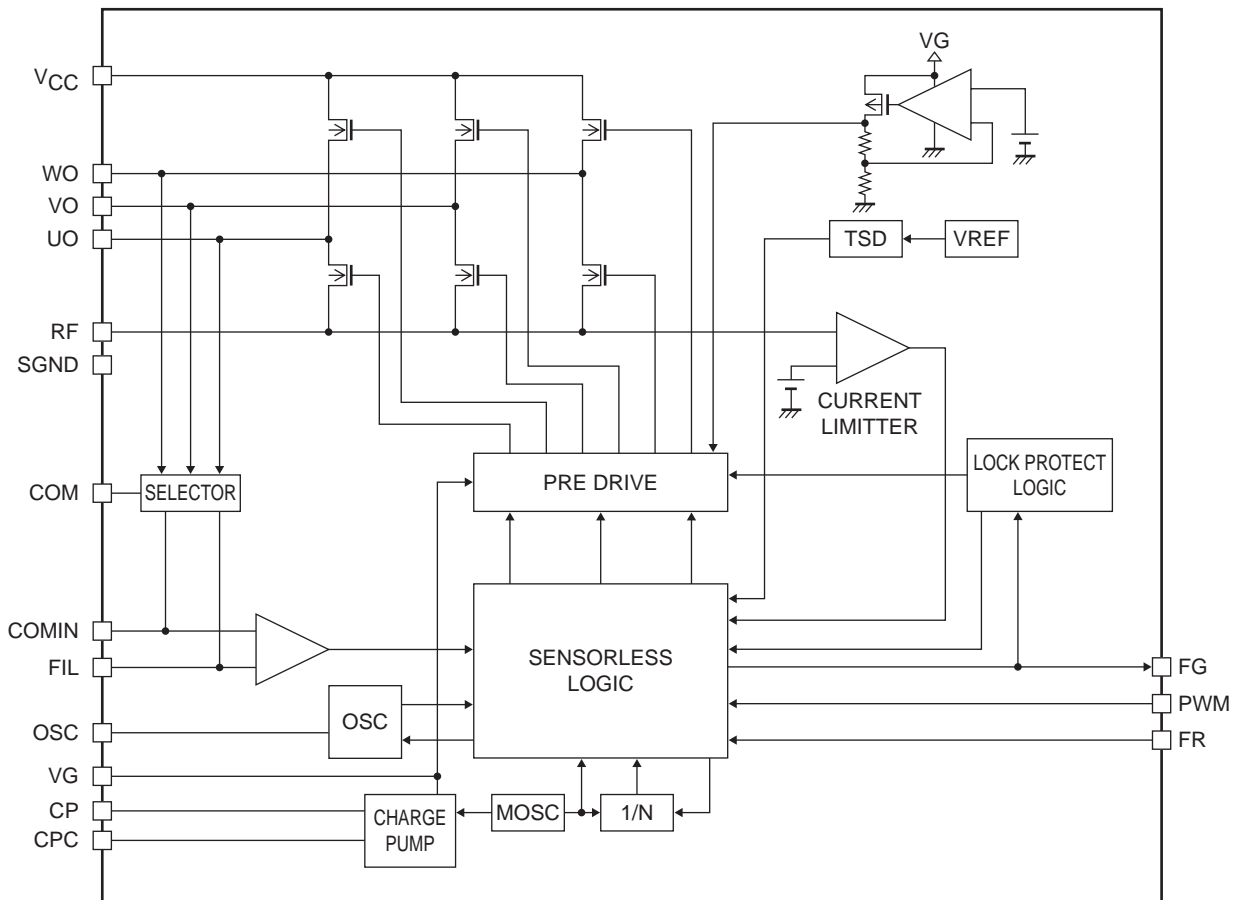 VG
VCC
WO
VO
UO
TSD
VREF
RF
SGND
CURRENT
LIMITTER
LOCK PROTECT
LOGIC
PRE DRIVE
COM
SELECTOR
COMIN
FIL
SENSORLESS
LOGIC
FG
PWM
FR
OSC
OSC
VG
CP
CPC
CHARGE
PUMP
MOSC
1/N